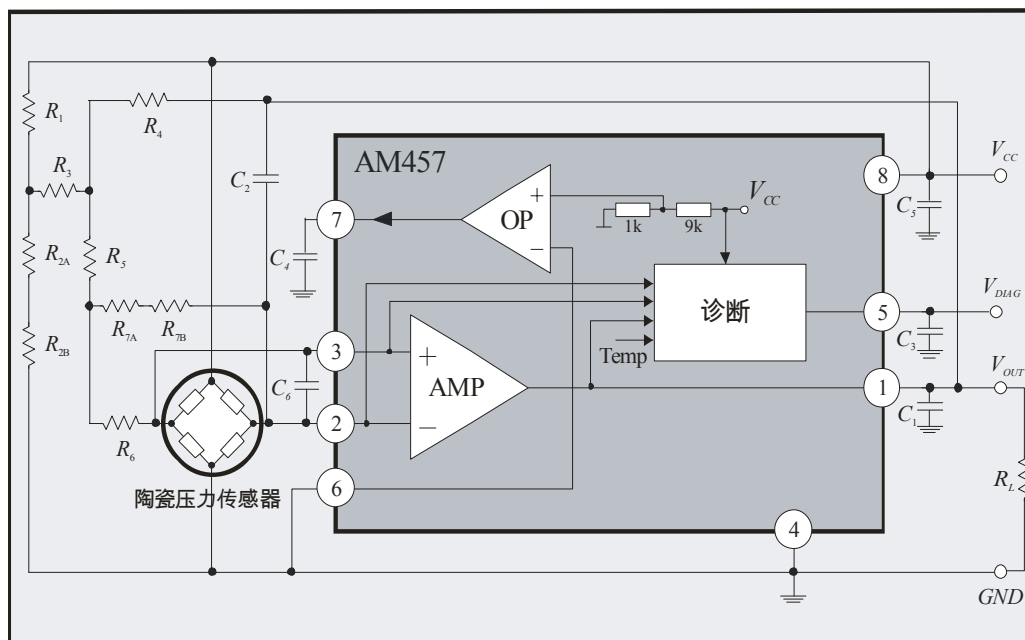 R1
R4
R3
C2
AM457
VCC
8
VCC
7
OP
+
−
1k
9k
C5
R2A
R5
C4
诊断
5
VDIAG
R7A
R7B
R2B
3
+
C6
AMP
Temp
C3
1
VOUT
R6
2
−
C1
陶瓷压力传感器
6
RL
4
GND